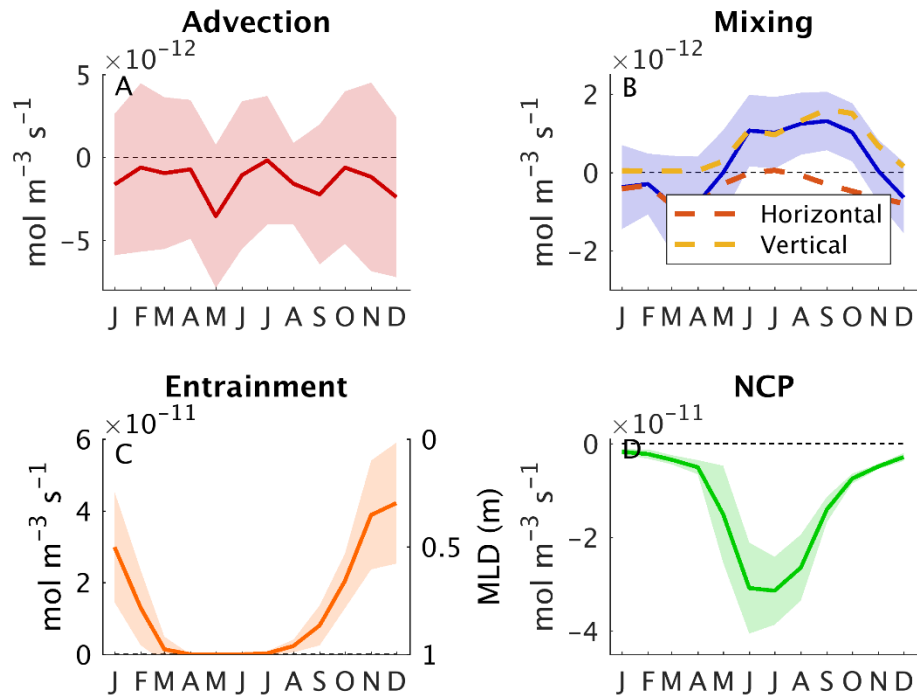 Advection
×10⁻¹²
A
5
0
-5
mol m⁻³ s⁻¹
J F M A M J J A S O N D
Mixing
×10⁻¹²
B
2
0
-2
mol m⁻³ s⁻¹
Horizontal
Vertical
J F M A M J J A S O N D
Entrainment
×10⁻¹¹
C
6
4
2
0
mol m⁻³ s⁻¹
0
0.5
1
MLD (m)
J F M A M J J A S O N D
NCP
×10⁻¹¹
D
0
-2
-4
mol m⁻³ s⁻¹
J F M A M J J A S O N D